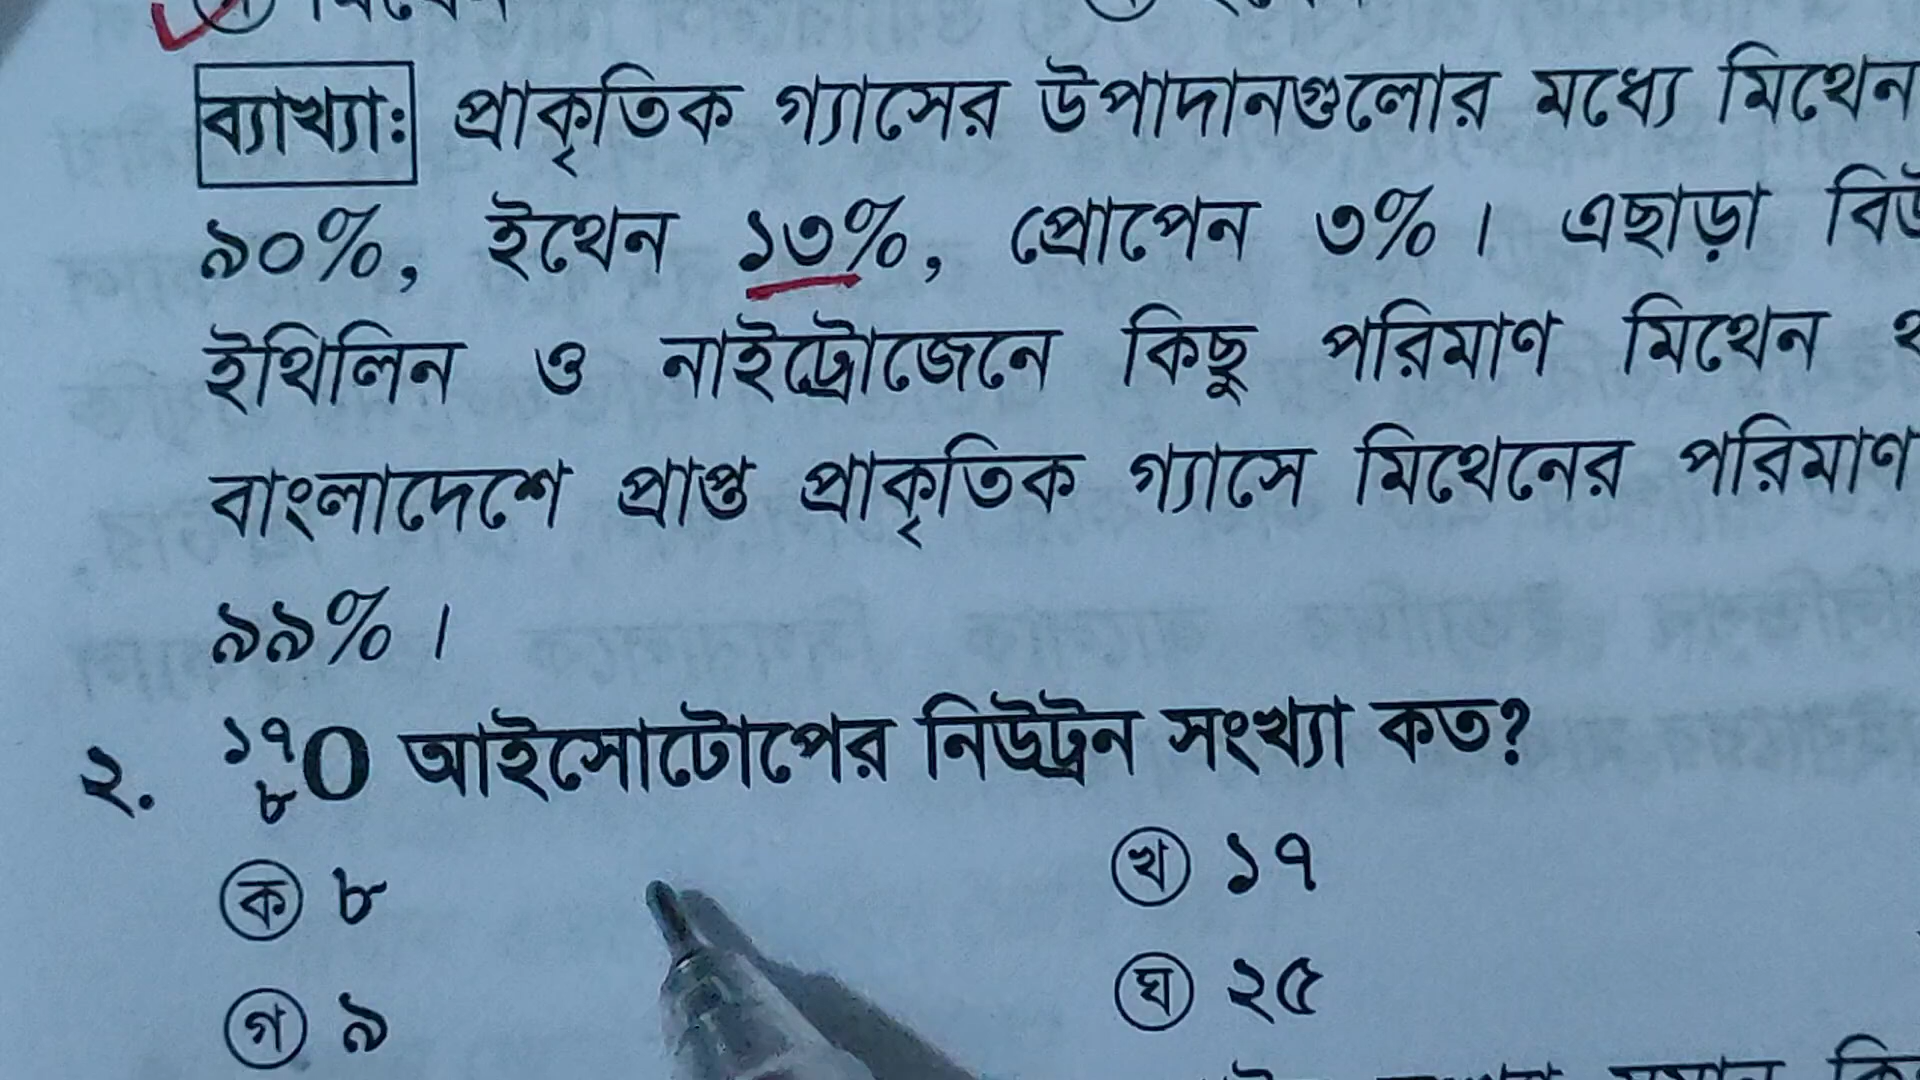 ব্যাখ্যাঃ প্রাকৃতিক গ্যাসের উপাদানগুলোর মধ্যে মিথেন
৯০%, ইথেন ১৩%, প্রোপেন ৩%। এছাড়া
ইথিলিন ও নাইট্রোজেনে কিছু পরিমাণ মিথেন
বাংলাদেশে প্রাপ্ত প্রাকৃতিক গ্যাসে মিথেনের পরিমাণ
৯৯%।
২. ¹⁷₈O আইসোটোপের নিউট্রন সংখ্যা কত?
ক ৮ খ ১৭
গ ৯ ঘ ২৫